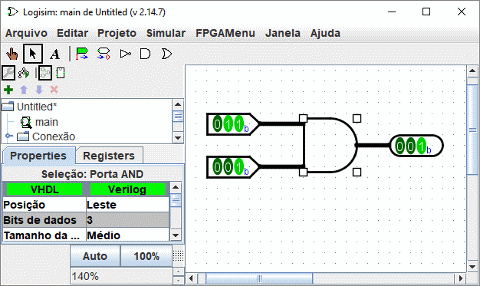 Logisim: main de Untitled (v 2.14.7)
Arquivo Editar Projeto Simular FPGAMenu Janela Ajuda
A
Untitled*
main
Conexão
Properties Registers
Seleção: Porta AND
VHDL Verilog
Posição Leste
Bits de dados 3
Tamanho da ... Médio
Auto 100%
140%
011b
001b
001b